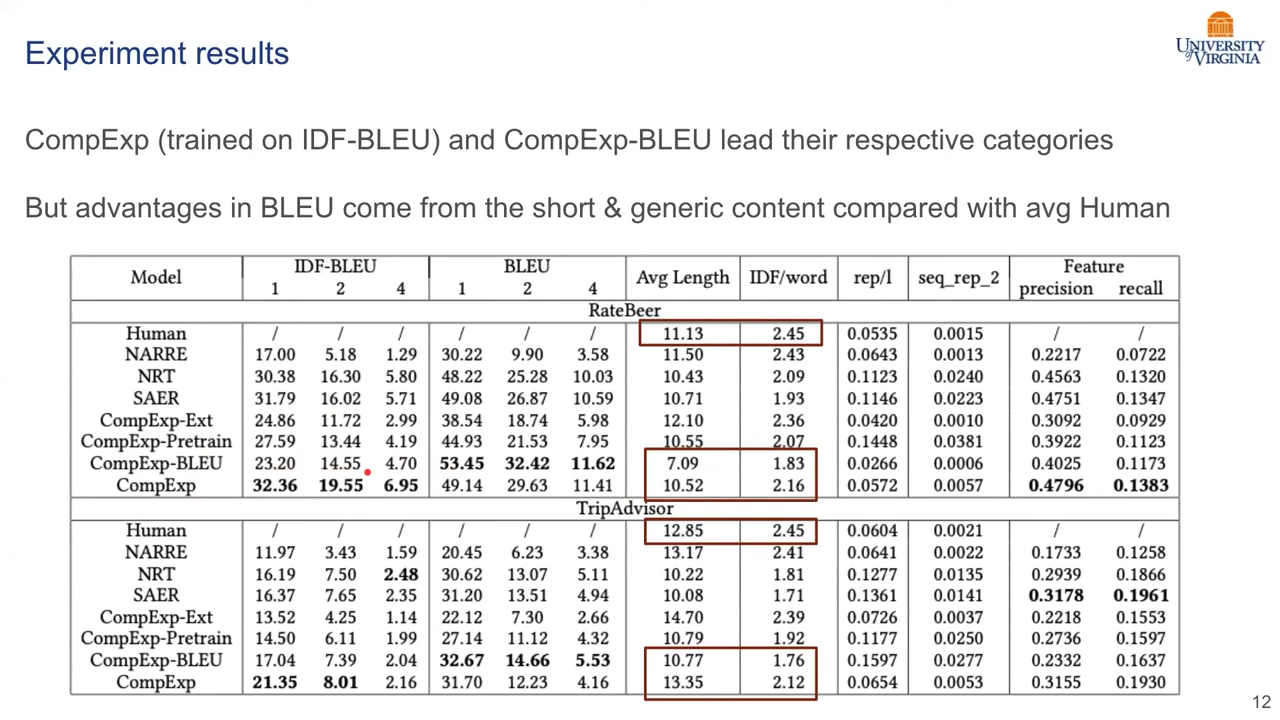 Experiment results
UNIVERSITY
of VIRGINIA
CompExp (trained on IDF-BLEU) and CompExp-BLEU lead their respective categories
But advantages in BLEU come from the short & generic content compared with avg Human
Model IDF-BLEU BLEU Avg Length IDF/word rep/l seq_rep_2 Feature
1 2 4 1 2 4 precision recall
RateBeer
Human / / / / / / 11.13 2.45 0.0535 0.0015 / /
NARRE 17.00 5.18 1.29 30.22 9.90 3.58 11.50 2.43 0.0643 0.0013 0.2217 0.0722
NRT 30.38 16.30 5.80 48.22 25.28 10.03 10.43 2.09 0.1123 0.0240 0.4563 0.1320
SAER 31.79 16.02 5.71 49.08 26.87 10.59 10.71 1.93 0.1146 0.0223 0.4751 0.1347
CompExp-Ext 24.86 11.72 2.99 38.54 18.74 5.98 12.10 2.36 0.0420 0.0010 0.3092 0.0929
CompExp-Pretrain 27.59 13.44 4.19 44.93 21.53 7.95 10.55 2.07 0.1448 0.0381 0.3922 0.1123
CompExp-BLEU 23.20 14.55 4.70 53.45 32.42 11.62 7.09 1.83 0.0266 0.0006 0.4025 0.1173
CompExp 32.36 19.55 6.95 49.14 29.63 11.41 10.52 2.16 0.0572 0.0057 0.4796 0.1383
TripAdvisor
Human / / / / / / 12.85 2.45 0.0604 0.0021 / /
NARRE 11.97 3.43 1.59 20.45 6.23 3.38 13.17 2.41 0.0641 0.0022 0.1733 0.1258
NRT 16.19 7.50 2.48 30.62 13.07 5.11 10.22 1.81 0.1277 0.0135 0.2939 0.1866
SAER 16.37 7.65 2.35 31.20 13.51 4.94 10.08 1.71 0.1361 0.0141 0.3178 0.1961
CompExp-Ext 13.52 4.25 1.14 22.12 7.30 2.66 14.70 2.39 0.0726 0.0037 0.2218 0.1553
CompExp-Pretrain 14.50 6.11 1.99 27.14 11.12 4.32 10.79 1.92 0.1177 0.0250 0.2736 0.1597
CompExp-BLEU 17.04 7.39 2.04 32.67 14.66 5.53 10.77 1.76 0.1597 0.0277 0.2332 0.1637
CompExp 21.35 8.01 2.16 31.70 12.23 4.16 13.35 2.12 0.0654 0.0053 0.3155 0.1930
12